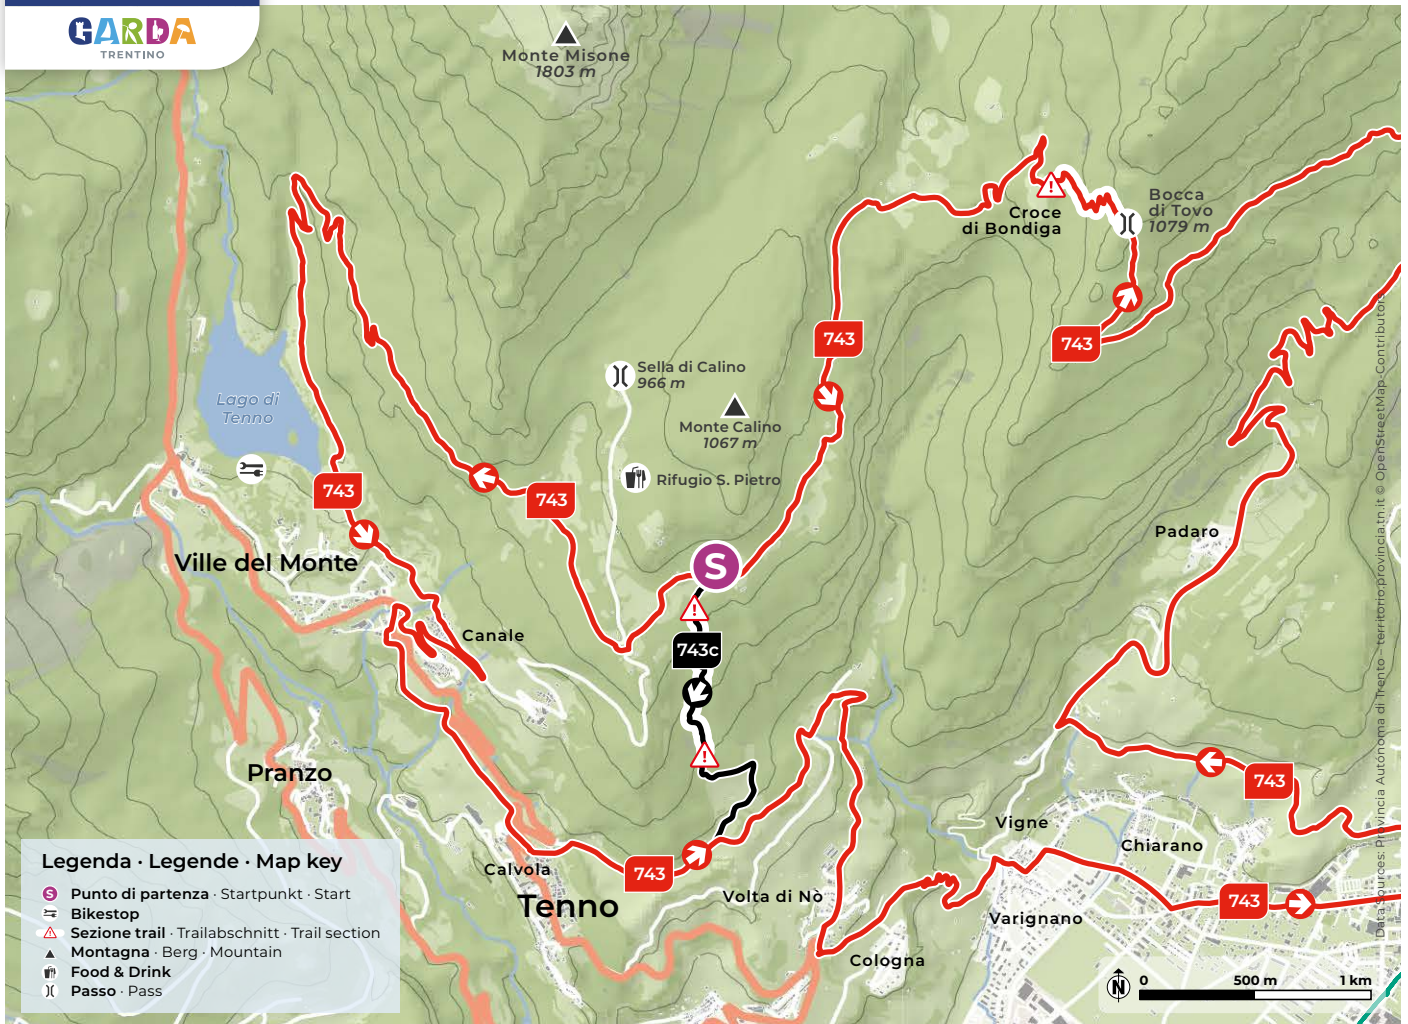 GARDA
TRENTINO
Monte Misone
1803 m
Bocca
di Tovo
1079 m
Croce
di Bondiga
743
743
Sella di Calino
966 m
Lago di
Tenno
Monte Calino
1067 m
Rifugio S. Pietro
743
743
Padaro
Ville del Monte
S
Canale
743c
Pranzo
743
Vigne
Chiarano
Calvola
743
Tenno
Volta di Nò
743
Varignano
Cologna
Legenda · Legende · Map key
S Punto di partenza · Startpunkt · Start
Bikestop
Sezione trail · Trailabschnitt · Trail section
Montagna · Berg · Mountain
Food & Drink
Passo · Pass
N
0 500 m 1 km
Data Sources: Provincia Autonoma di Trento – territorio.provincia.tn.it © OpenStreetMap-Contributors